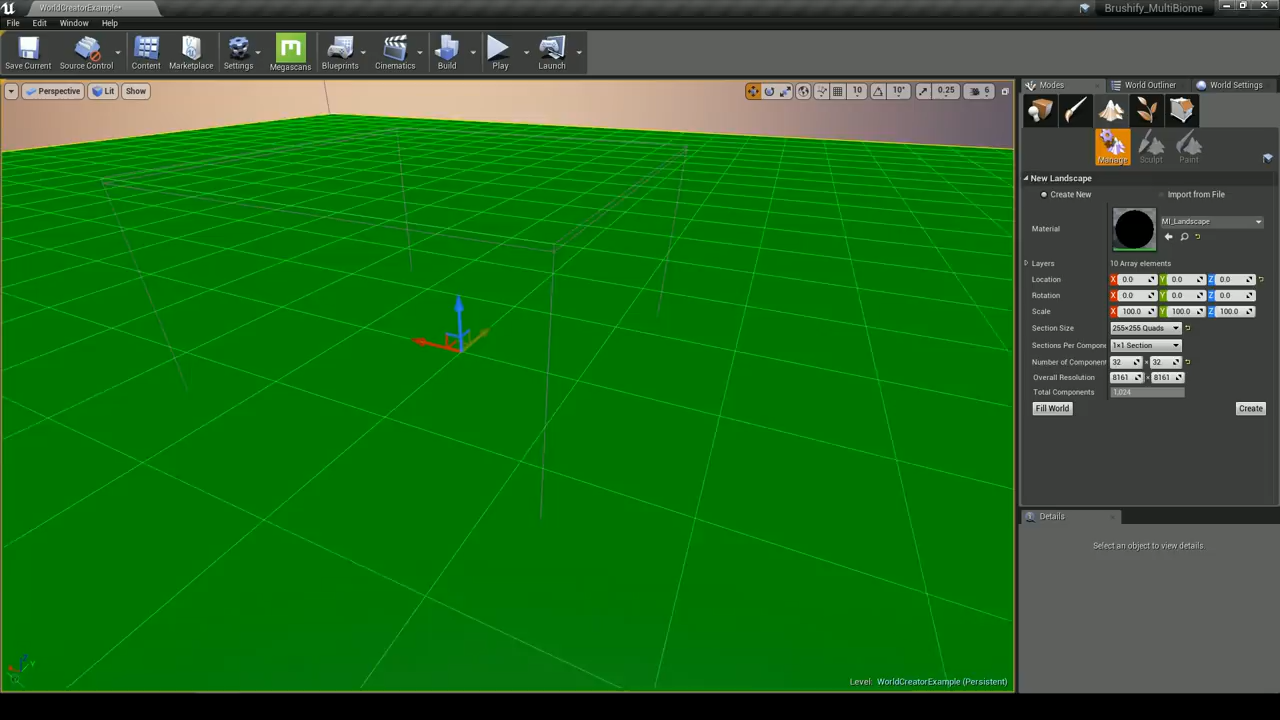 WorldCreatorExample*
Brushify_MultiBiome
File Edit Window Help
Save Current Source Control Content Marketplace Settings Megascans Blueprints Cinematics Build Play Launch
Perspective Lit Show 10 10° 0.25 6
Modes World Outliner World Settings
Manage Sculpt Paint
New Landscape
Create New Import from File
Material MI_Landscape
Layers 10 Array elements
Location X 0.0 Y 0.0 Z 0.0
Rotation X 0.0 Y 0.0 Z 0.0
Scale X 100.0 Y 100.0 Z 100.0
Section Size 255×255 Quads
Sections Per Compone 1×1 Section
Number of Componen 32 × 32
Overall Resolution 8161 × 8161
Total Components 1,024
Fill World Create
Details
Select an object to view details
Level: WorldCreatorExample (Persistent)